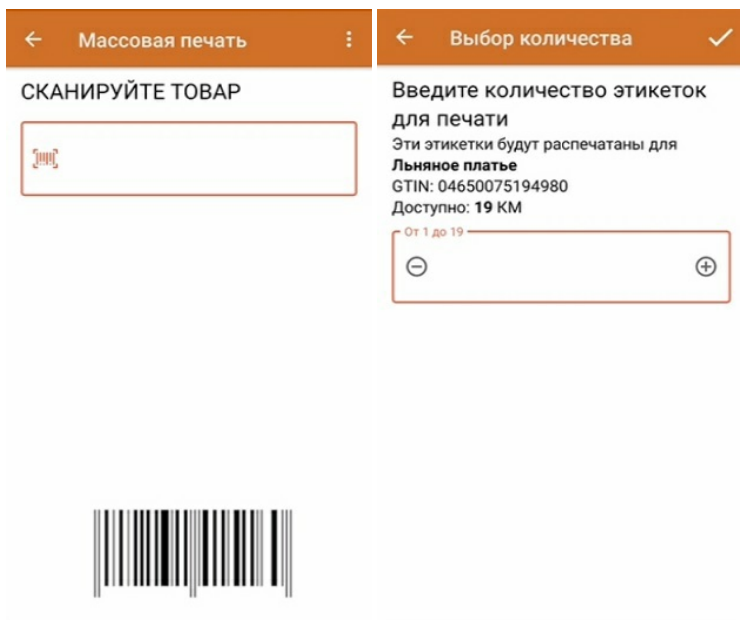 Массовая печать
СКАНИРУЙТЕ ТОВАР
Выбор количества
Введите количество этикеток
для печати
Эти этикетки будут распечатаны для
Льняное платье
GTIN: 04650075194980
Доступно: 19 КМ
От 1 до 19